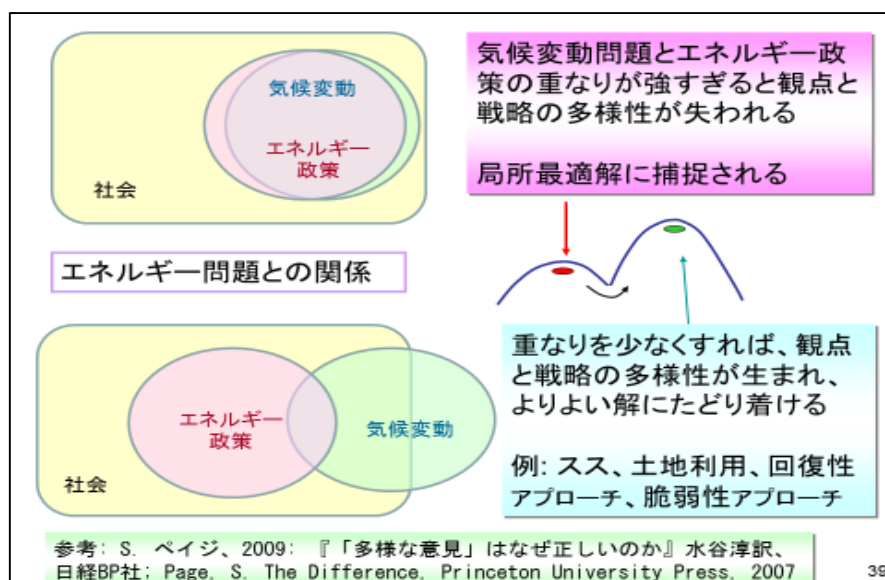 気候変動
エネルギー
政策
社会
気候変動問題とエネルギー政
策の重なりが強すぎると観点と
戦略の多様性が失われる
局所最適解に捕捉される
エネルギー問題との関係
エネルギー
政策
気候変動
社会
重なりを少なくすれば、観点
と戦略の多様性が生まれ、
よりよい解にたどり着ける
例: スス、土地利用、回復性
アプローチ、脆弱性アプローチ
参考: S. ペイジ、2009: 『「多様な意見」はなぜ正しいのか』水谷淳訳、
日経BP社; Page, S. The Difference, Princeton University Press, 2007
39